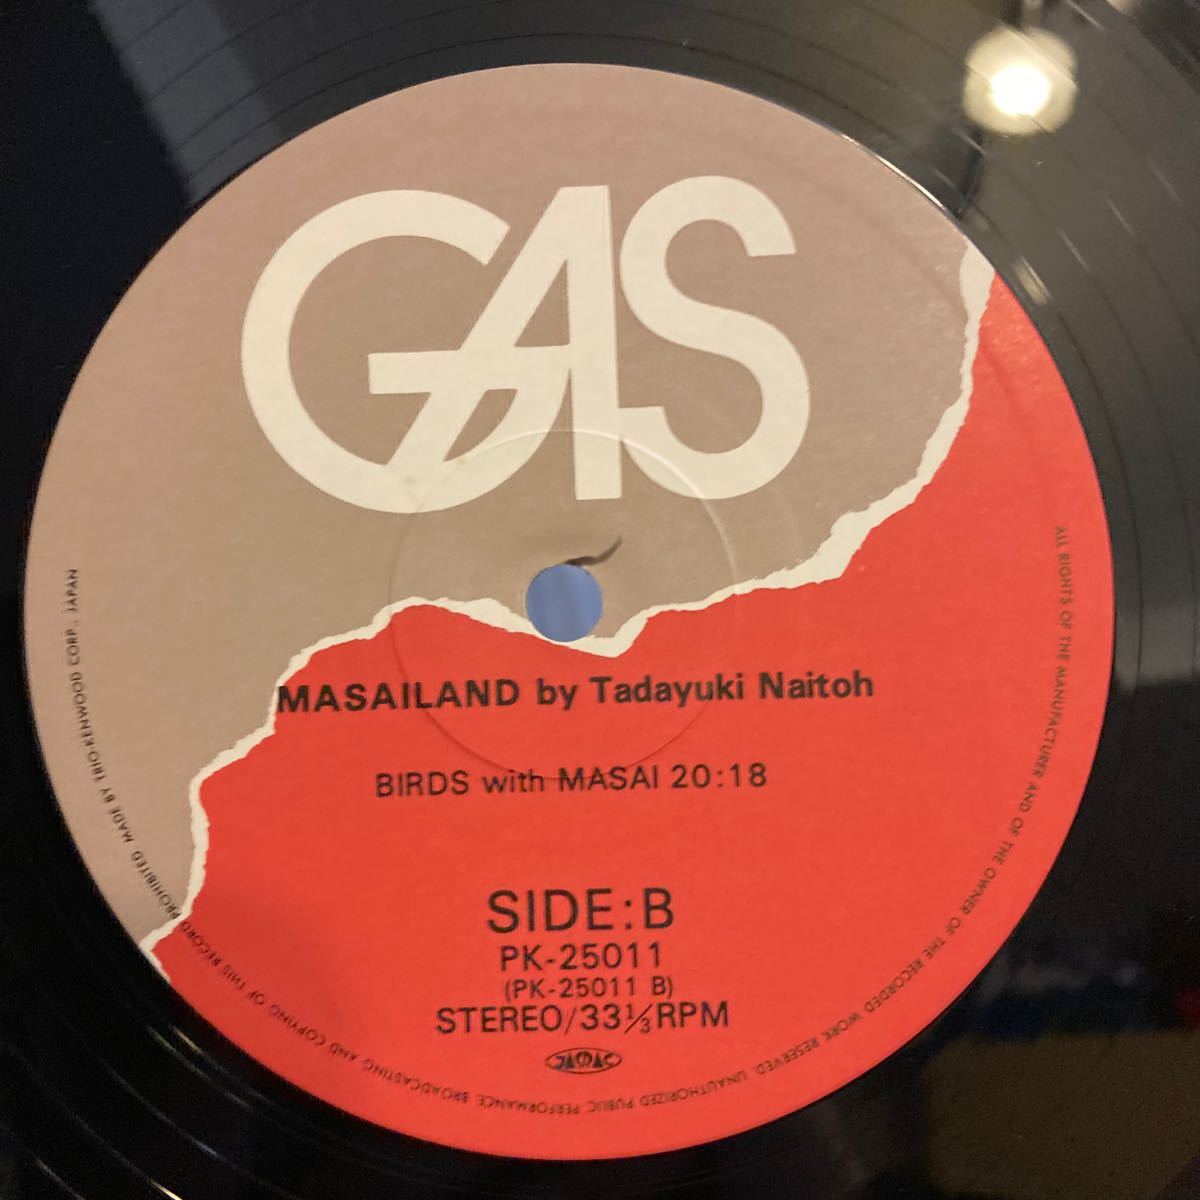 GAS
MASAILAND by Tadayuki Naitoh
BIRDS with MASAI 20:18
SIDE:B
PK-25011
(PK-25011 B)
STEREO/33⅓RPM
JASRAC
ALL RIGHTS OF THE MANUFACTURER AND OF THE OWNER OF THE RECORDED WORK RESERVED. UNAUTHORIZED PUBLIC PERFORMANCE BROADCASTING AND COPYING OF THIS RECORD PROHIBITED MADE BY TRIO-KENWOOD CORP., JAPAN